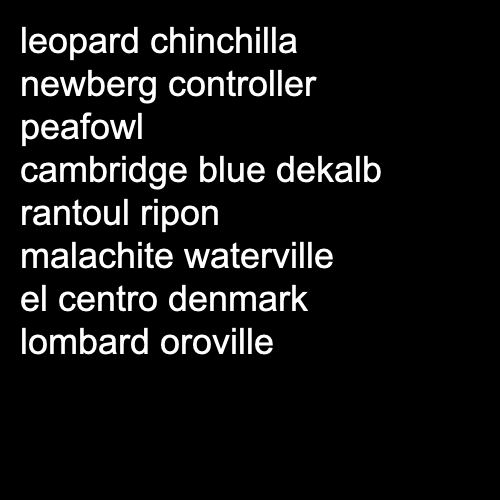 leopard chinchilla
newberg controller
peafowl
cambridge blue dekalb
rantoul ripon
malachite waterville
el centro denmark
lombard oroville